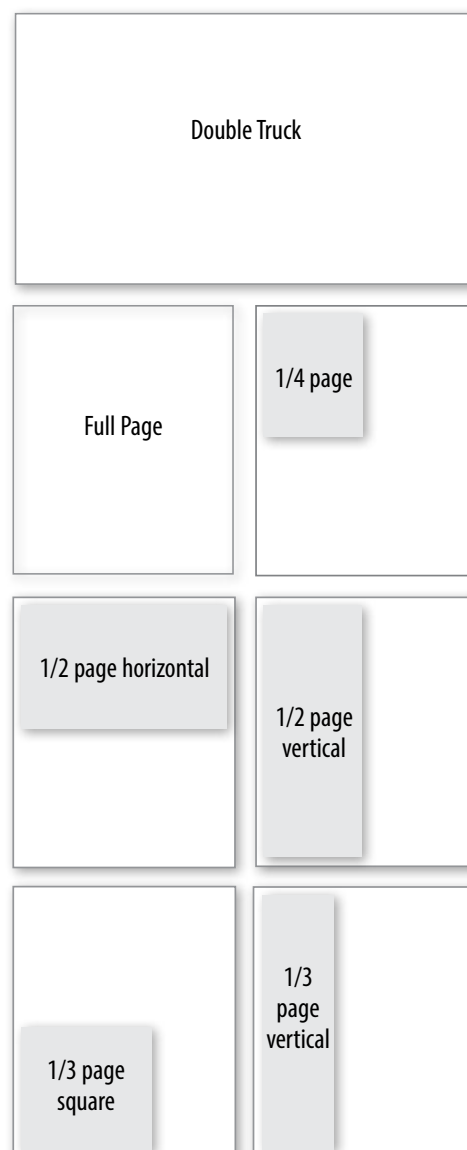 Double Truck
Full Page
1/4 page
1/2 page horizontal
1/2 page
vertical
1/3 page
square
1/3
page
vertical